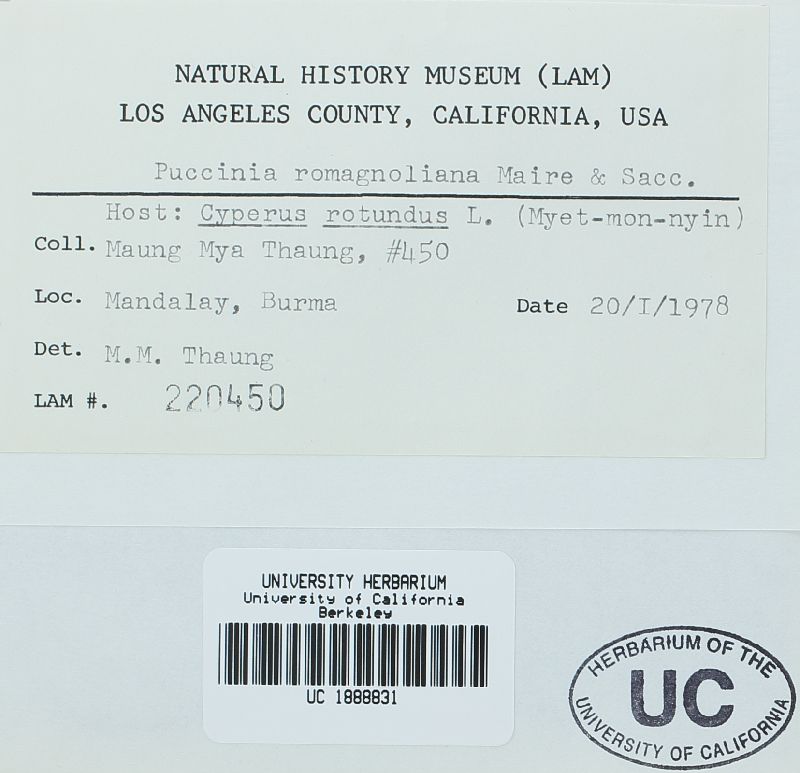 NATURAL HISTORY MUSEUM (LAM)
LOS ANGELES COUNTY, CALIFORNIA, USA
Puccinia romagnoliana Maire & Sacc.
Host: Cyperus rotundus L. (Myet-mon-nyin)
Coll. Maung Mya Thaung, #450
Loc. Mandalay, Burma Date 20/I/1978
Det. M.M. Thaung
LAM #. 220450
UNIVERSITY HERBARIUM
University of California
Berkeley
UC 1888831
HERBARIUM OF THE
UC
UNIVERSITY OF CALIFORNIA